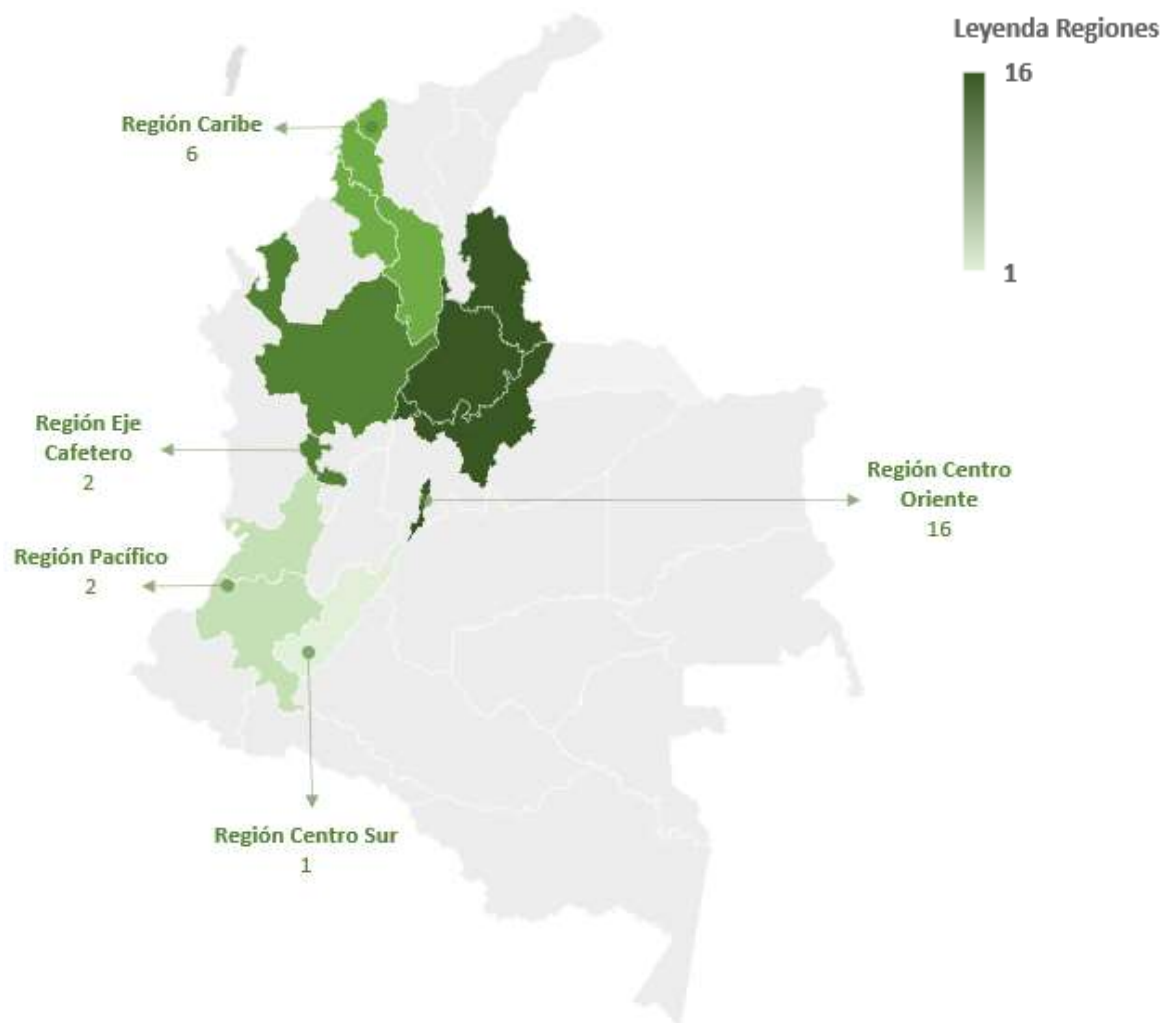 Leyenda Regiones
16
1
Región Caribe
6
Región Eje
Cafetero
2
Región Centro
Oriente
16
Región Pacífico
2
Región Centro Sur
1